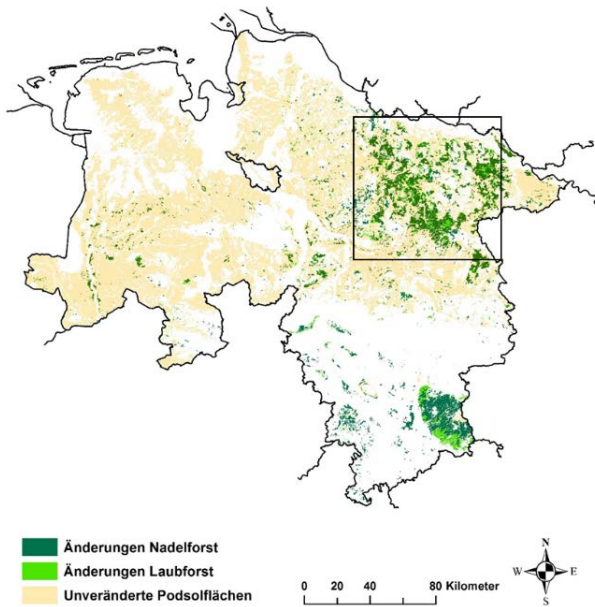 Änderungen Nadelforst
Änderungen Laubforst
Unveränderte Podsolflächen
0 20 40 80 Kilometer
N
W E
S